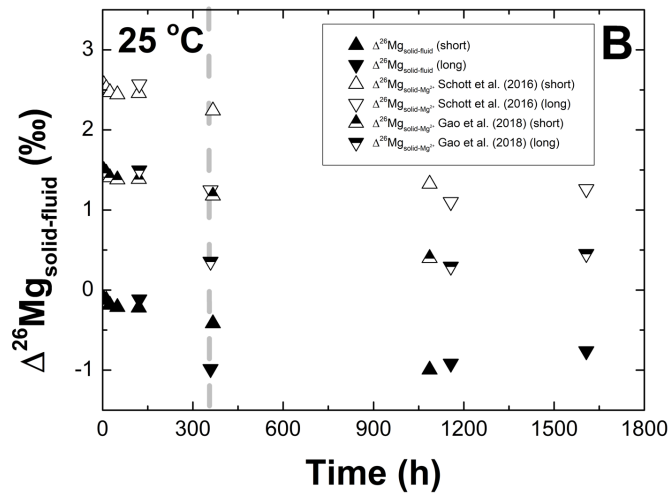 25 °C
B
Δ²⁶Mgsolid-fluid (short)
Δ²⁶Mgsolid-fluid (long)
Δ²⁶Mgsolid-Mg²⁺ Schott et al. (2016) (short)
Δ²⁶Mgsolid-Mg²⁺ Schott et al. (2016) (long)
Δ²⁶Mgsolid-Mg²⁺ Gao et al. (2018) (short)
Δ²⁶Mgsolid-Mg²⁺ Gao et al. (2018) (long)
Δ²⁶Mgsolid-fluid (‰)
3
2
1
0
-1
0 300 600 900 1200 1500 1800
Time (h)